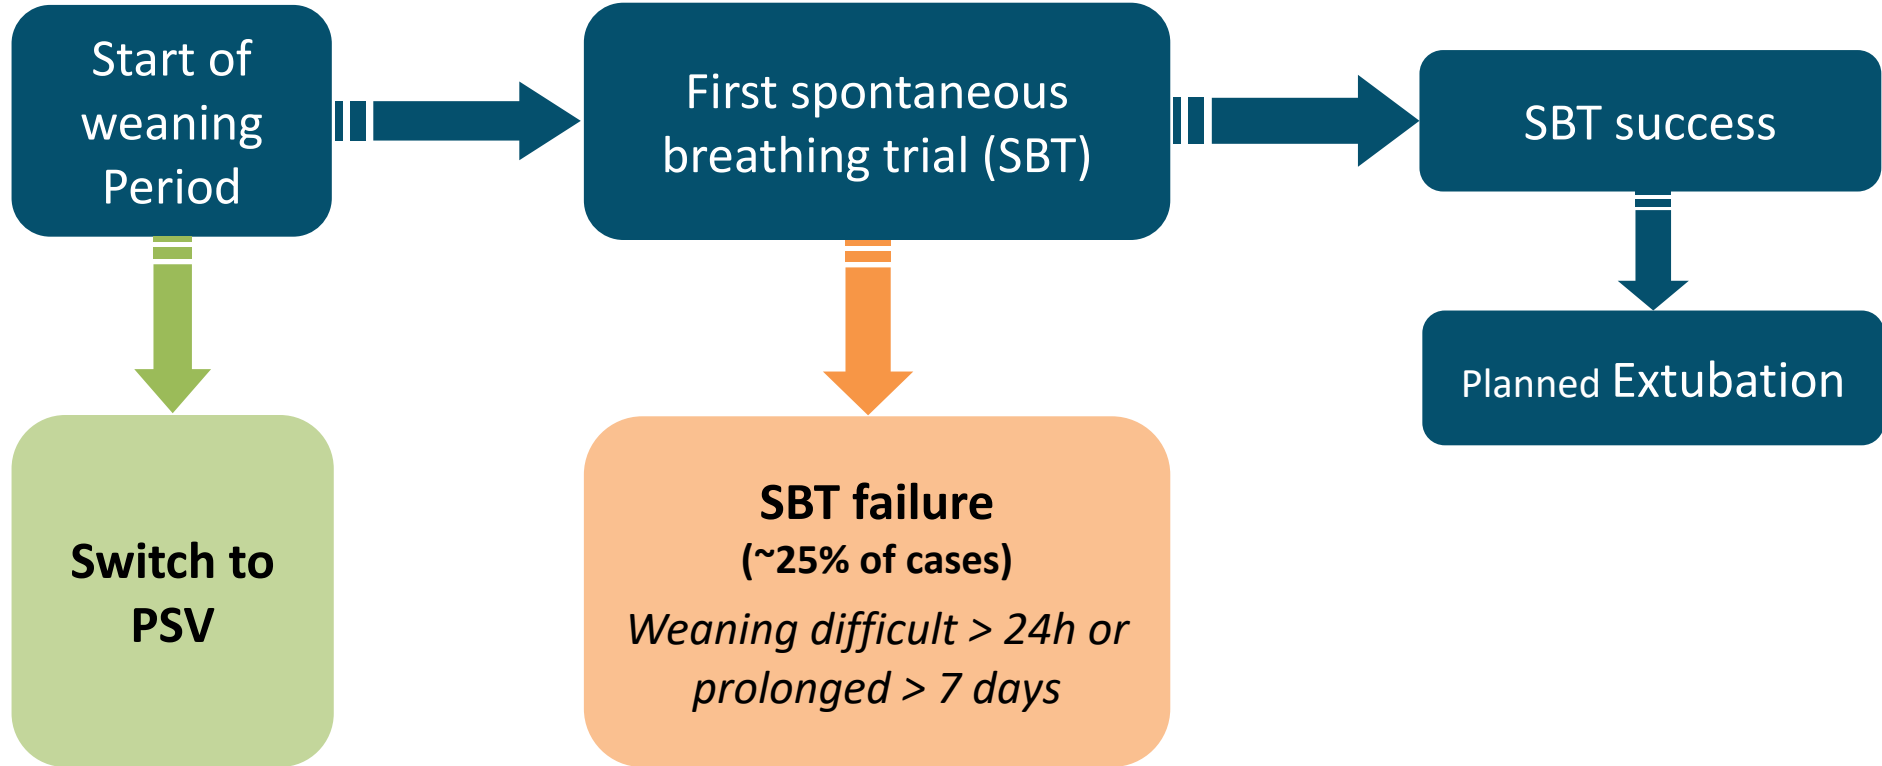 Start of
weaning
Period
First spontaneous
breathing trial (SBT)
SBT success
Planned Extubation
Switch to
PSV
SBT failure
(~25% of cases)
Weaning difficult > 24h or
prolonged > 7 days